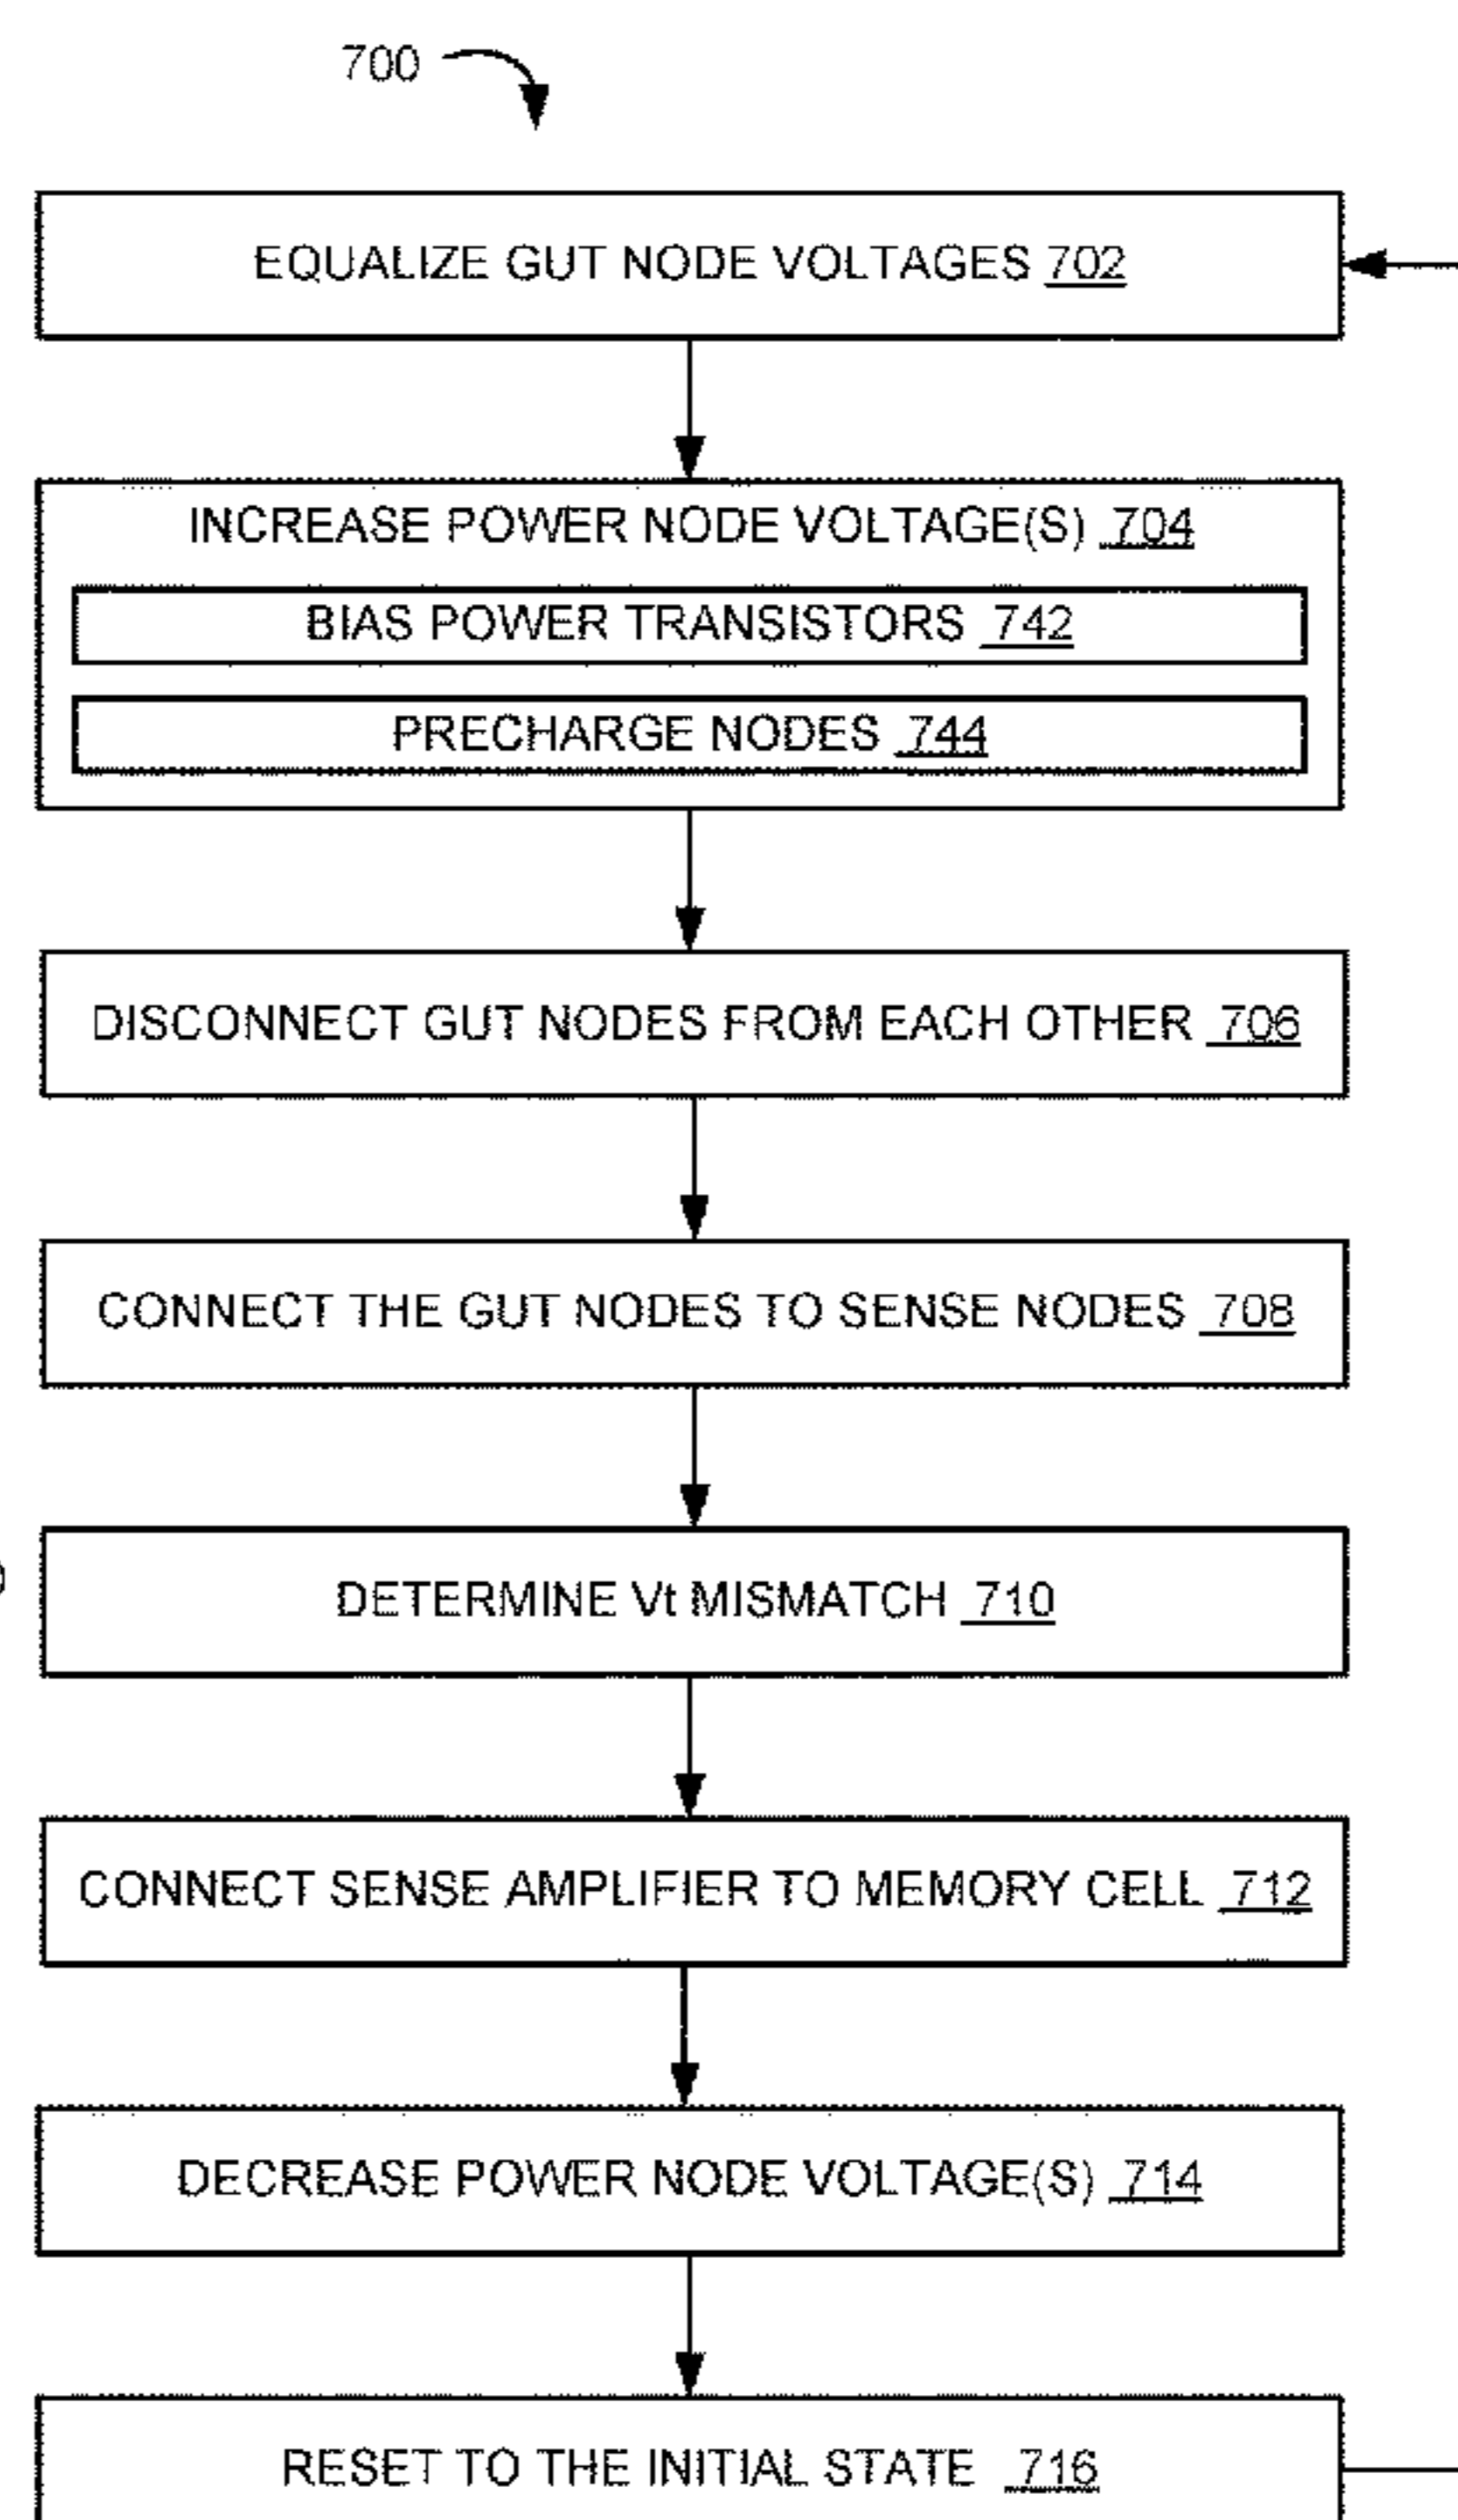 700
EQUALIZE GUT NODE VOLTAGES 702
INCREASE POWER NODE VOLTAGE(S) 704
BIAS POWER TRANSISTORS 742
PRECHARGE NODES 744
DISCONNECT GUT NODES FROM EACH OTHER 706
CONNECT THE GUT NODES TO SENSE NODES 708
DETERMINE Vt MISMATCH 710
CONNECT SENSE AMPLIFIER TO MEMORY CELL 712
DECREASE POWER NODE VOLTAGE(S) 714
RESET TO THE INITIAL STATE 716